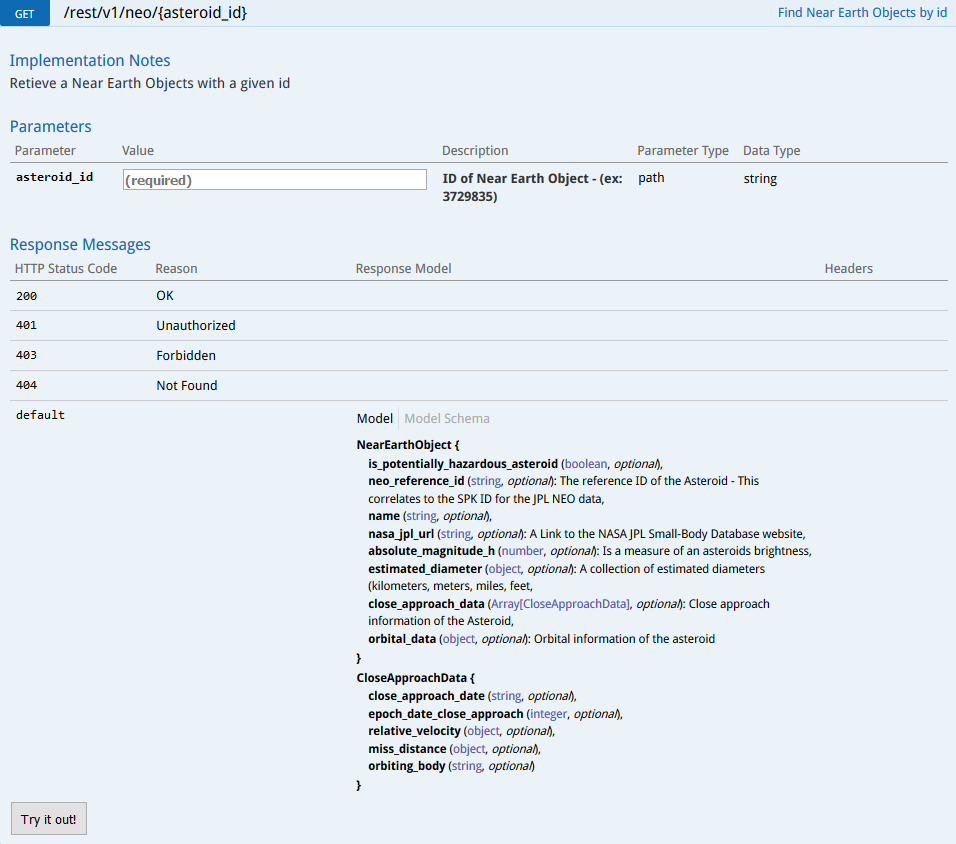 GET /rest/v1/neo/{asteroid_id} Find Near Earth Objects by id
Implementation Notes
Retieve a Near Earth Objects with a given id
Parameters
Parameter Value Description Parameter Type Data Type
asteroid_id (required) ID of Near Earth Object - (ex: path string
3729835)
Response Messages
HTTP Status Code Reason Response Model Headers
200 OK
401 Unauthorized
403 Forbidden
404 Not Found
default
Model Model Schema
NearEarthObject {
is_potentially_hazardous_asteroid (boolean, optional),
neo_reference_id (string, optional): The reference ID of the Asteroid - This
correlates to the SPK ID for the JPL NEO data,
name (string, optional),
nasa_jpl_url (string, optional): A Link to the NASA JPL Small-Body Database website,
absolute_magnitude_h (number, optional): Is a measure of an asteroids brightness,
estimated_diameter (object, optional): A collection of estimated diameters
(kilometers, meters, miles, feet,
close_approach_data (Array[CloseApproachData], optional): Close approach
information of the Asteroid,
orbital_data (object, optional): Orbital information of the asteroid
}
CloseApproachData {
close_approach_date (string, optional),
epoch_date_close_approach (integer, optional),
relative_velocity (object, optional),
miss_distance (object, optional),
orbiting_body (string, optional)
}
Try it out!